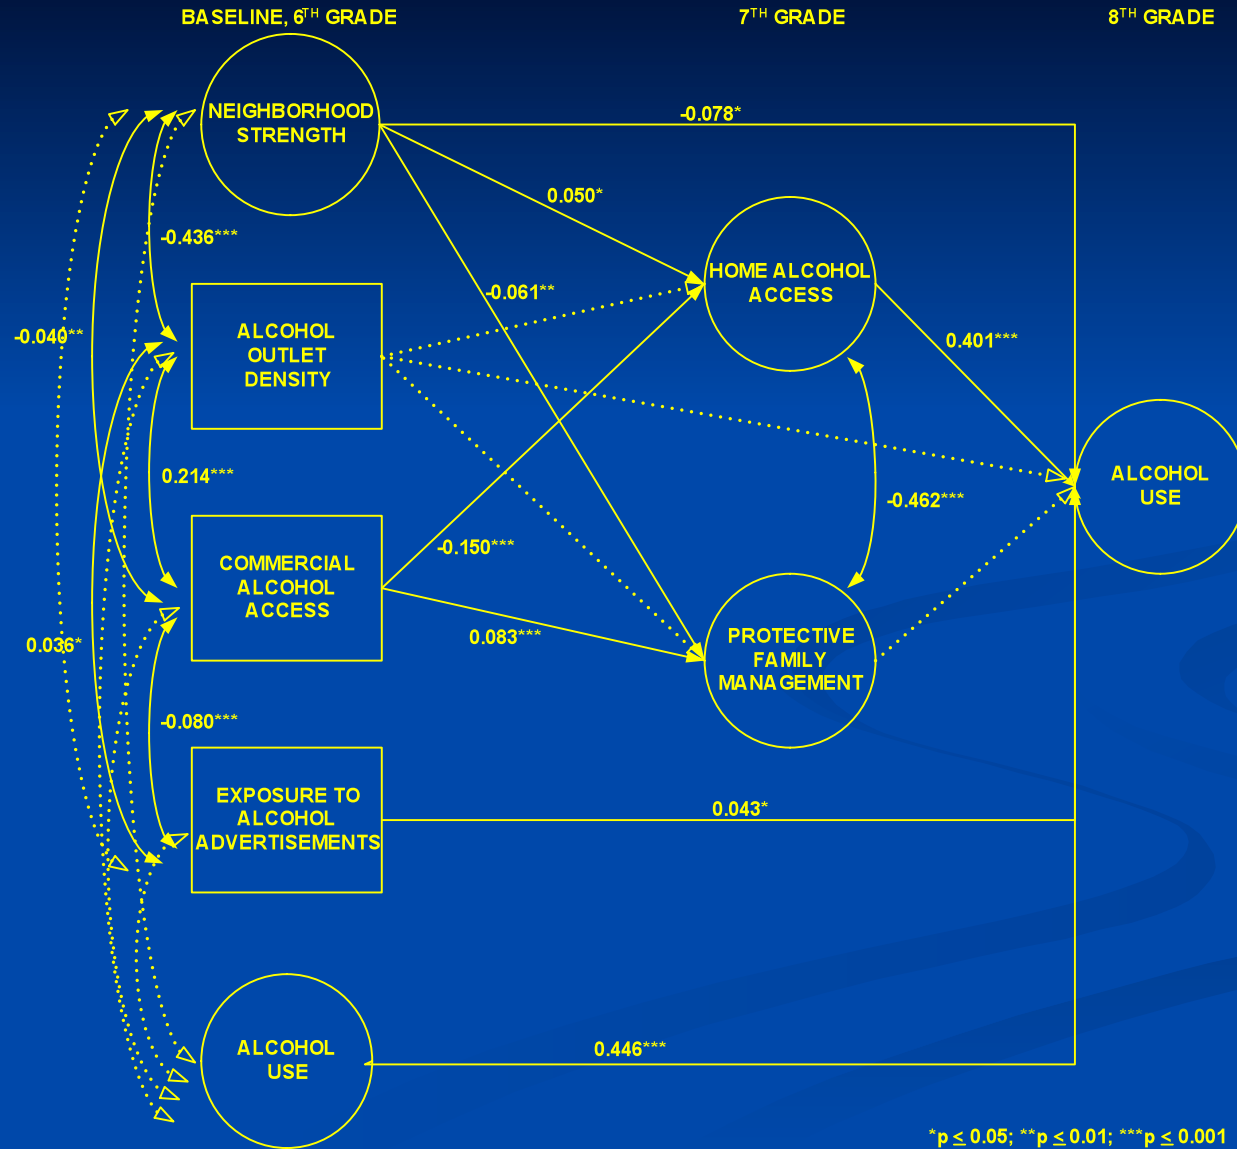 BASELINE, 6TH GRADE
7TH GRADE
8TH GRADE
NEIGHBORHOOD
STRENGTH
-0.078*
0.050*
-0.436***
HOME ALCOHOL
ACCESS
-0.061**
-0.040**
ALCOHOL
OUTLET
DENSITY
0.401***
0.214***
ALCOHOL
USE
-0.462***
-0.150***
COMMERCIAL
ALCOHOL
ACCESS
0.083***
0.036*
PROTECTIVE
FAMILY
MANAGEMENT
-0.080***
EXPOSURE TO
ALCOHOL
ADVERTISEMENTS
0.043*
ALCOHOL
USE
0.446***
*p ≤ 0.05; **p ≤ 0.01; ***p ≤ 0.001